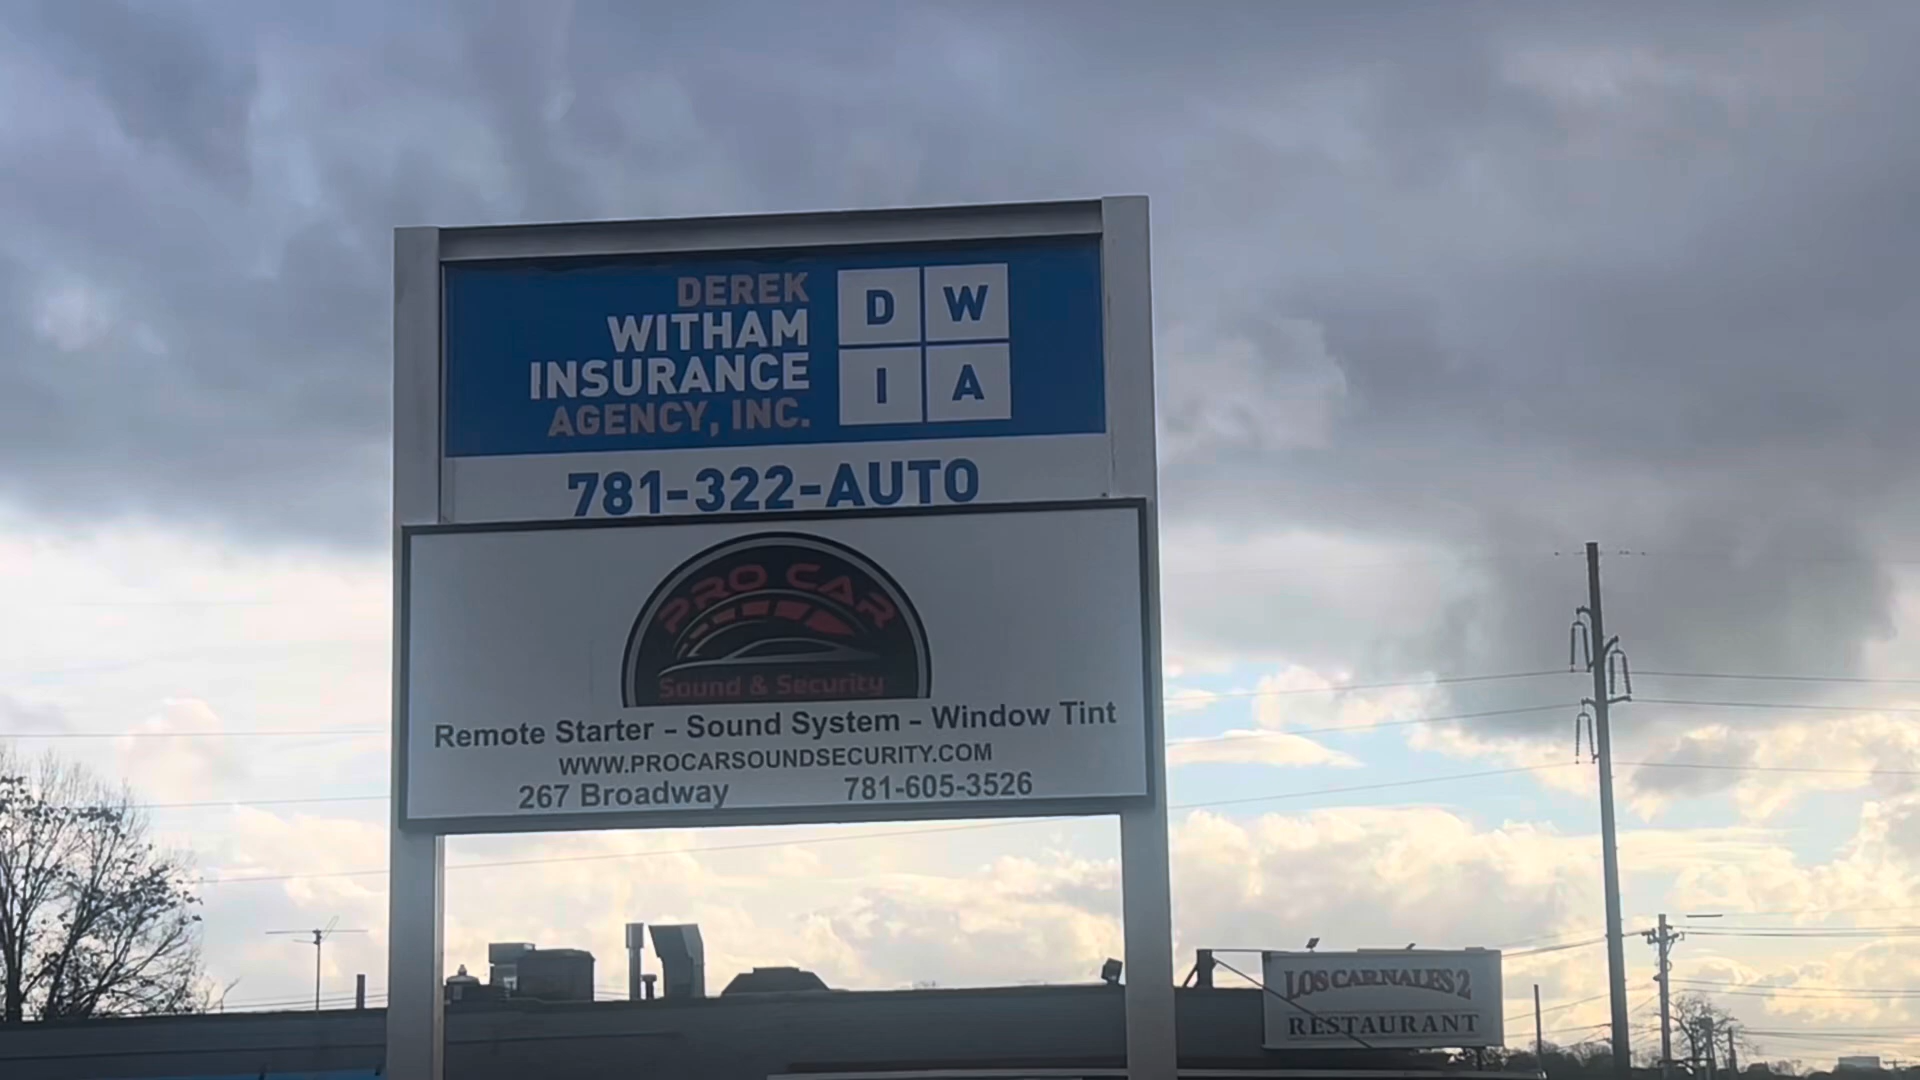 DEREK
WITHAM
INSURANCE
AGENCY, INC.
D W
I A
781-322-AUTO
PRO CAR
Sound & Security
Remote Starter - Sound System - Window Tint
WWW.PROCARSOUNDSECURITY.COM
267 Broadway 781-605-3526
LOS CARNALES 2
RESTAURANT